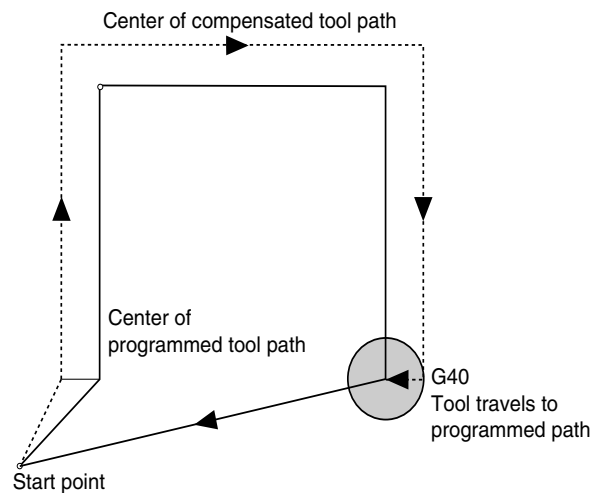 Center of compensated tool path
Center of
programmed tool path
G40
Tool travels to
programmed path
Start point